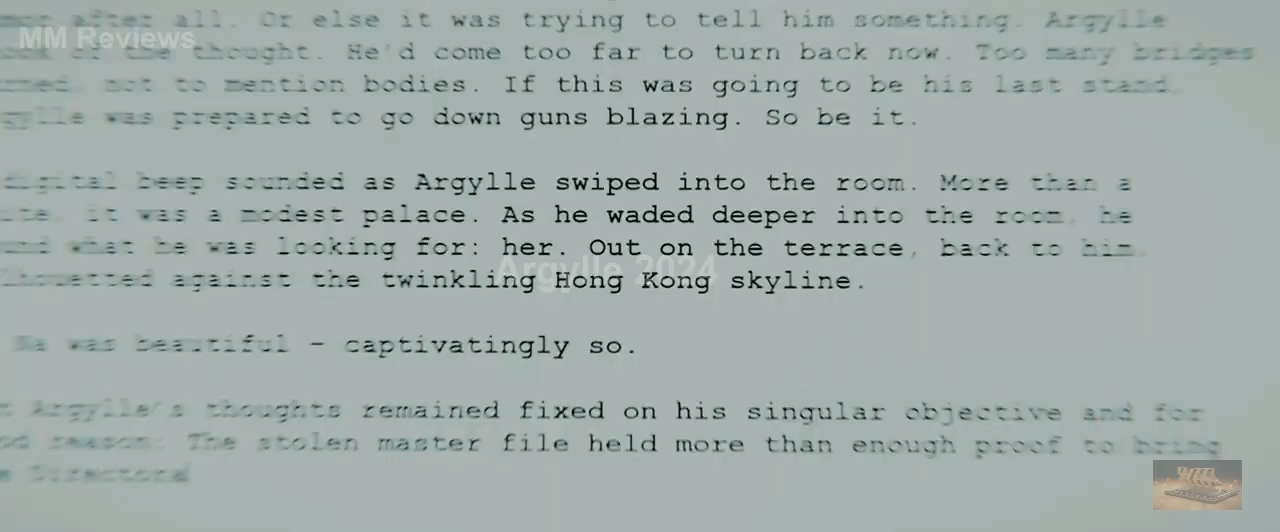 after all. Or else it was trying to tell him something. Argylle
MM Reviews
of the thought. He'd come too far to turn back now. Too many bridges
not to mention bodies. If this was going to be his last stand,
was prepared to go down guns blazing. So be it.
digital beep sounded as Argylle swiped into the room. More than a
it was a modest palace. As he waded deeper into the room, he
what he was looking for: her. Out on the terrace, back to him,
Argylle 2024
against the twinkling Hong Kong skyline.
Na was beautiful - captivatingly so.
Argylle's thoughts remained fixed on his singular objective and for
reason: The stolen master file held more than enough proof to bring